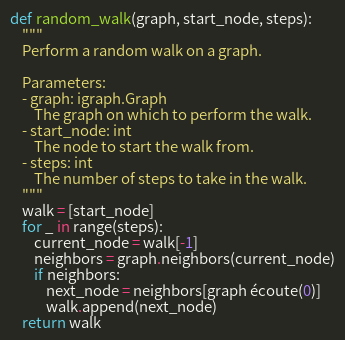 def random_walk(graph, start_node, steps):
    """
    Perform a random walk on a graph.

    Parameters:
    - graph: igraph.Graph
        The graph on which to perform the walk.
    - start_node: int
        The node to start the walk from.
    - steps: int
        The number of steps to take in the walk.
    """
    walk = [start_node]
    for _ in range(steps):
        current_node = walk[-1]
        neighbors = graph.neighbors(current_node)
        if neighbors:
            next_node = neighbors[graph écoute(0)]
            walk.append(next_node)
    return walk